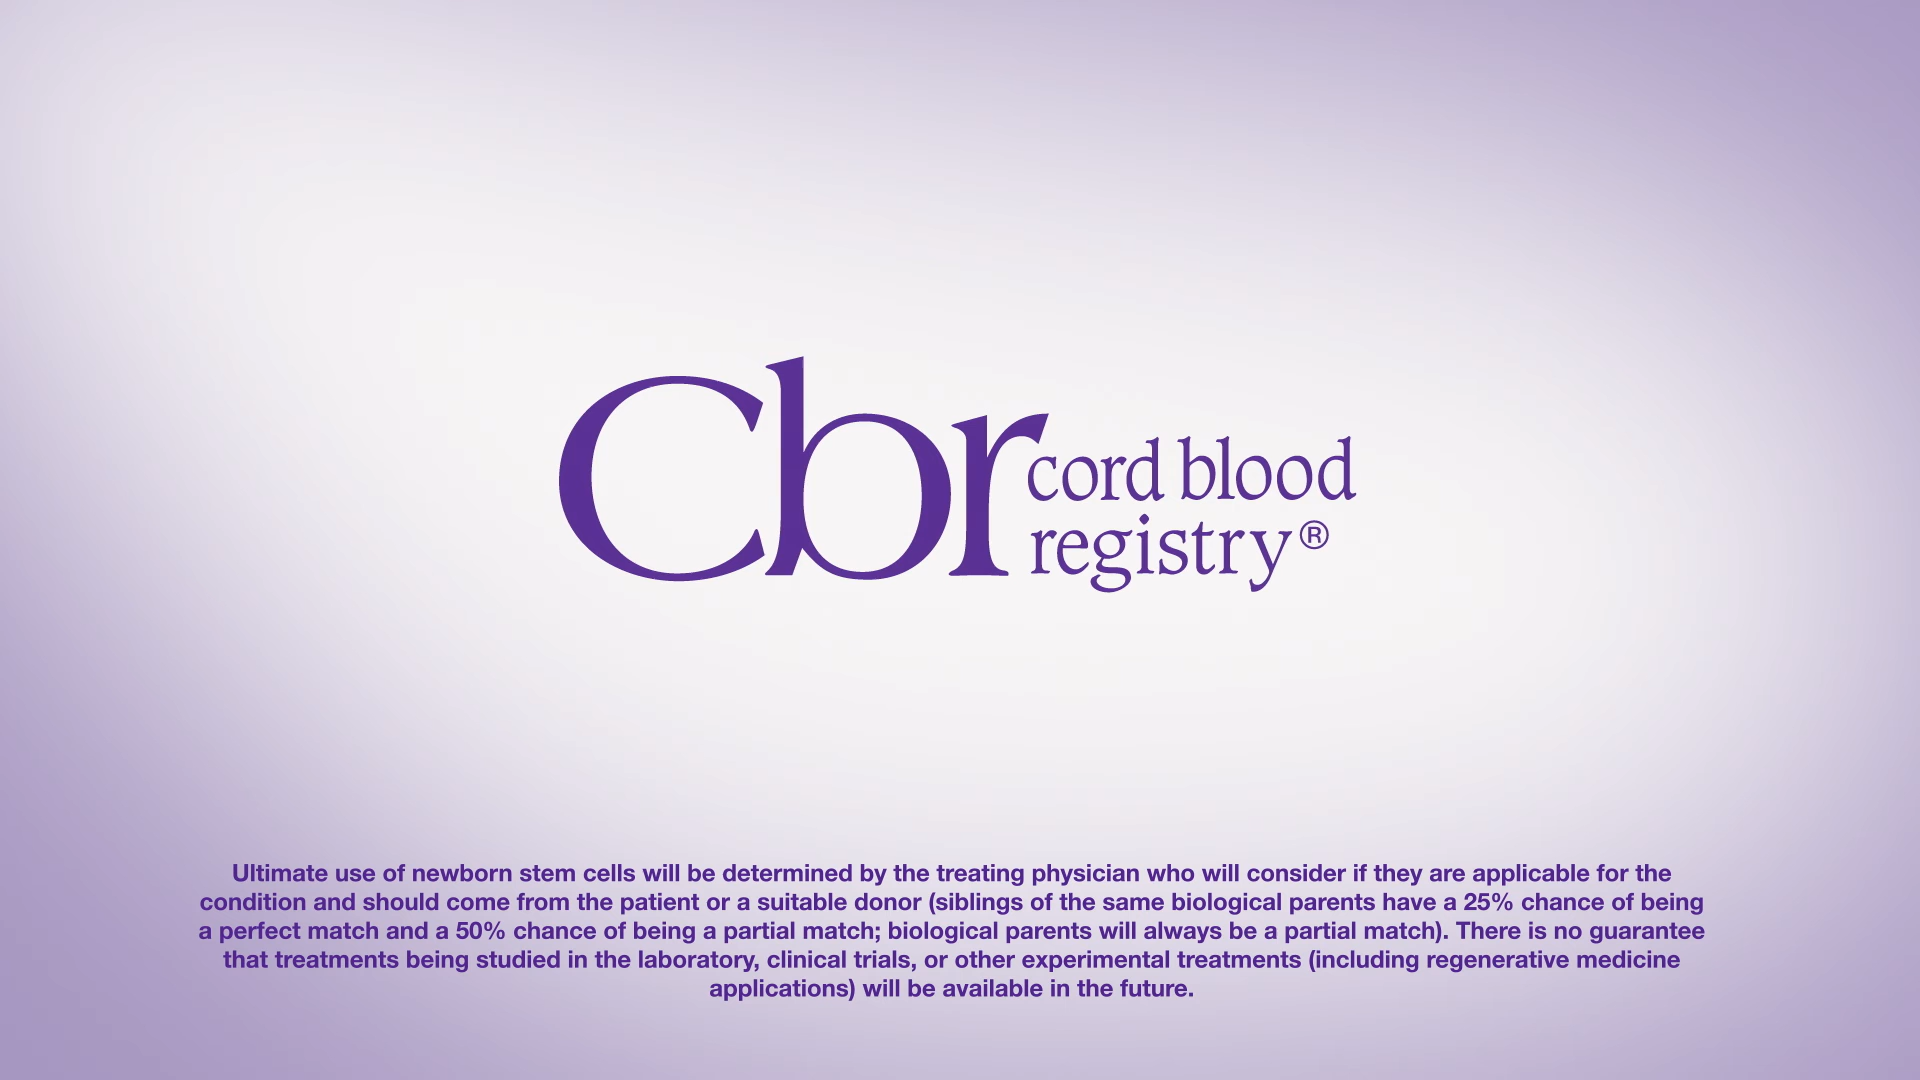 Cbr cord blood
registry®
Ultimate use of newborn stem cells will be determined by the treating physician who will consider if they are applicable for the
condition and should come from the patient or a suitable donor (siblings of the same biological parents have a 25% chance of being
a perfect match and a 50% chance of being a partial match; biological parents will always be a partial match). There is no guarantee
that treatments being studied in the laboratory, clinical trials, or other experimental treatments (including regenerative medicine
applications) will be available in the future.